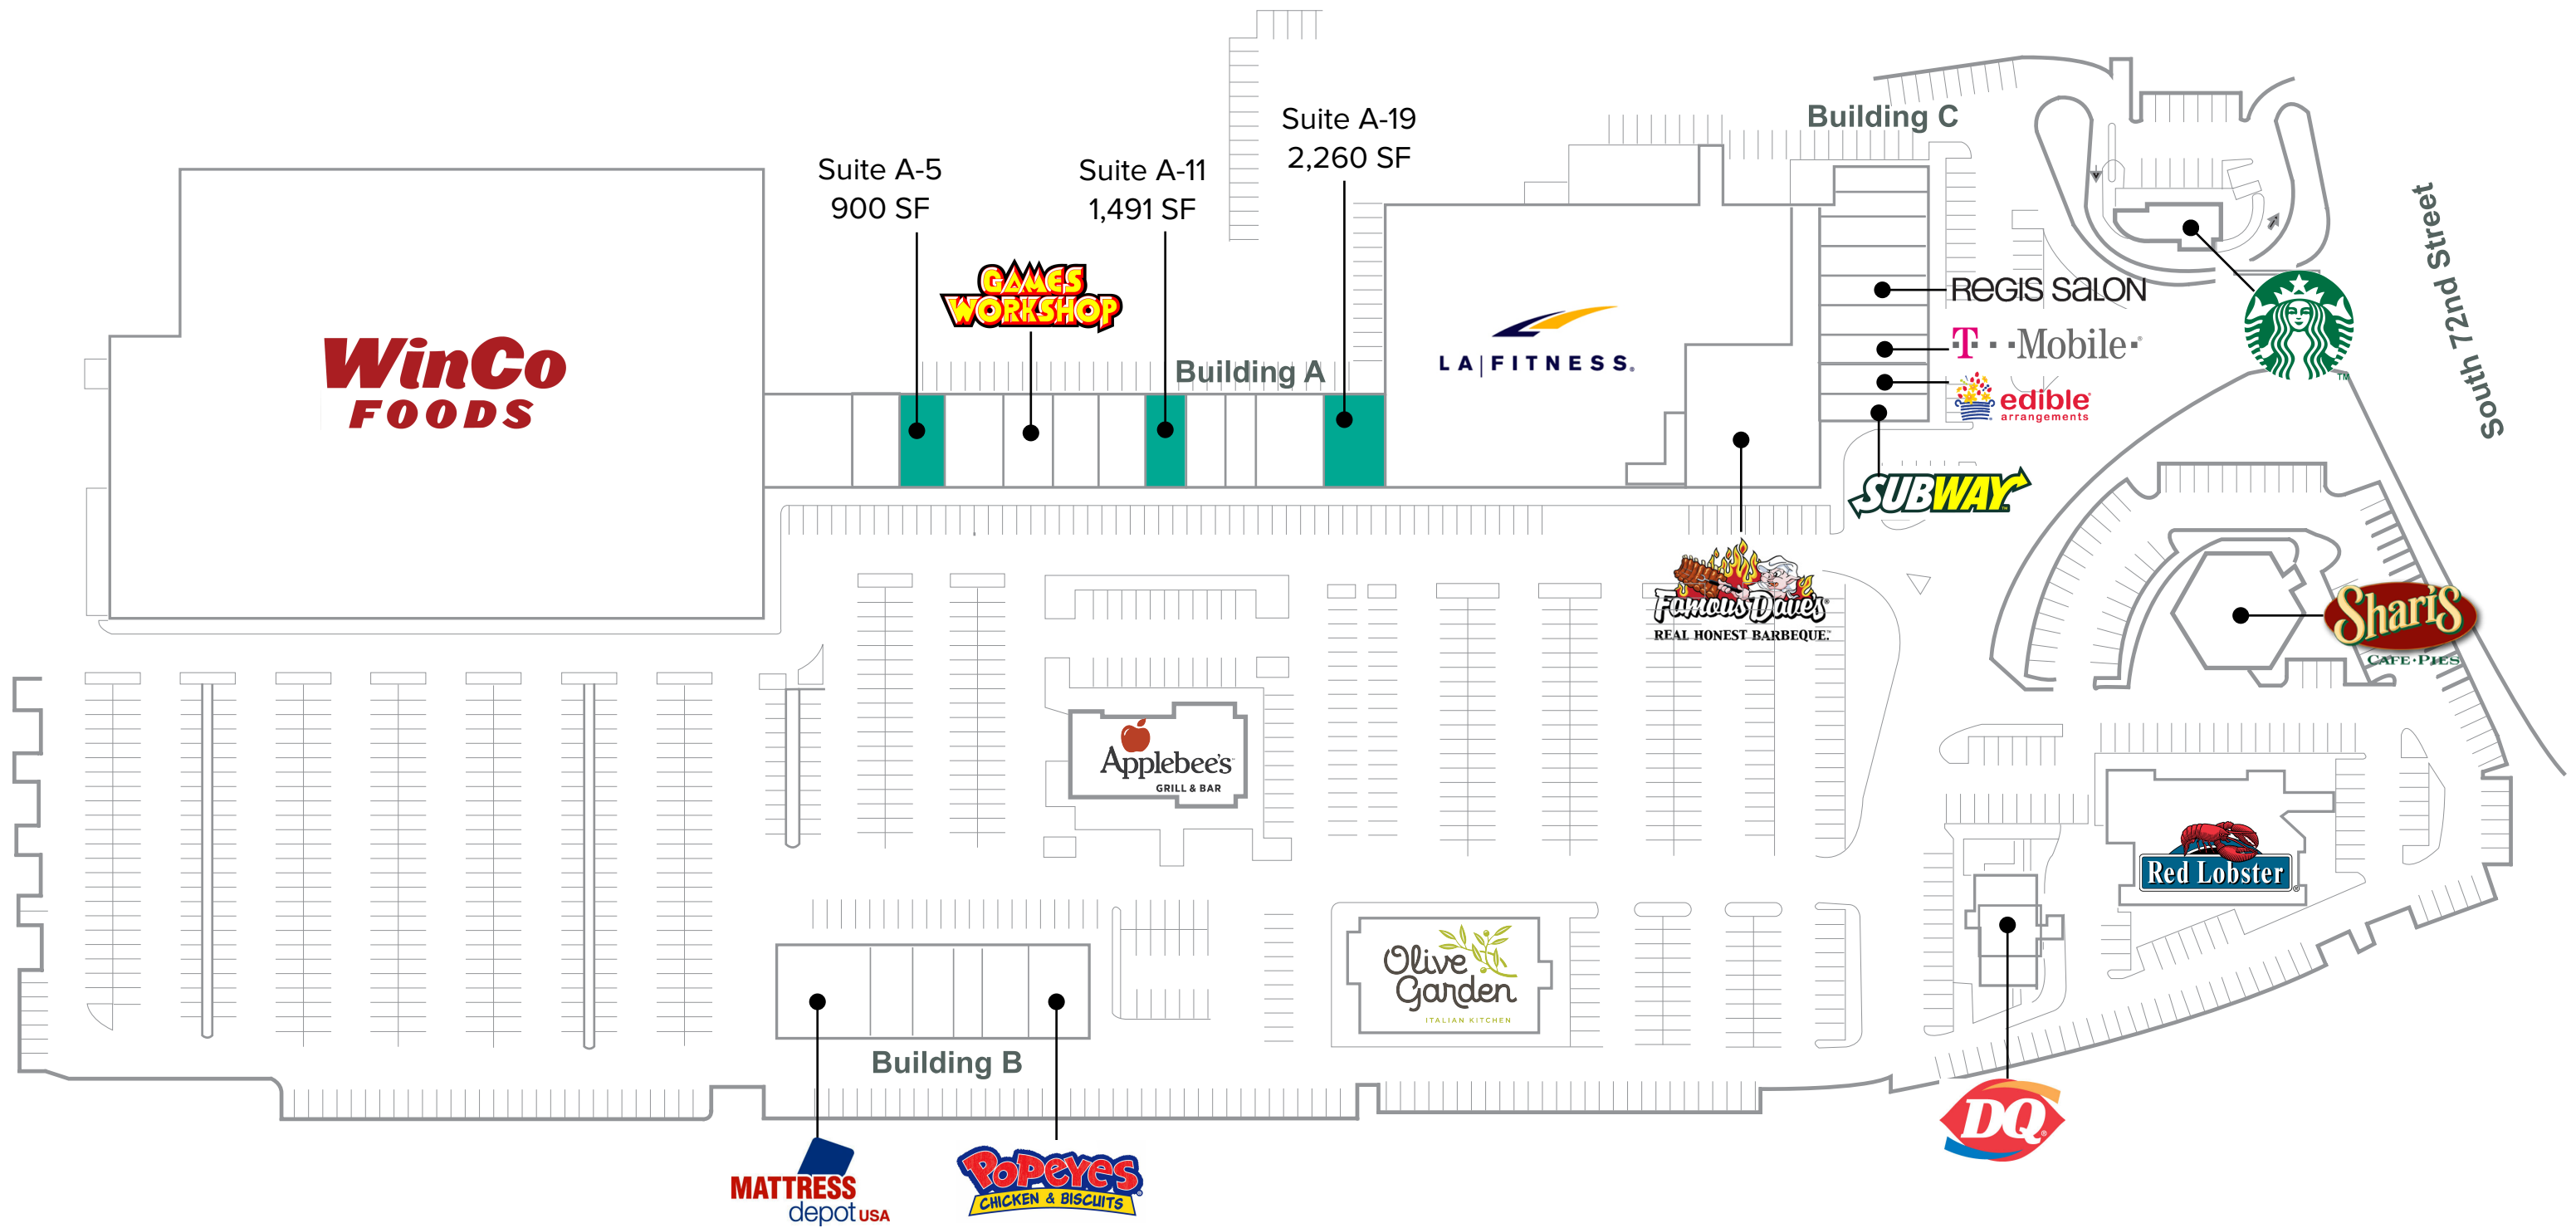 Building C
Suite A-19
2,260 SF
Suite A-5
900 SF
Suite A-11
1,491 SF
South 72nd Street
GAMES
WORKSHOP
REGIS SALON
T··Mobile·®
TM
WinCo
FOODS
LA|FITNESS®
Building A
edible®
arrangements
SUBWAY
Famous Dave's®
REAL HONEST BARBEQUE.™
Shari's
CAFE·PIES
Applebee's
GRILL & BAR
Red Lobster®
Olive
Garden
ITALIAN KITCHEN
Building B
DQ®
MATTRESS
depot USA
POPEYES®
CHICKEN & BISCUITS